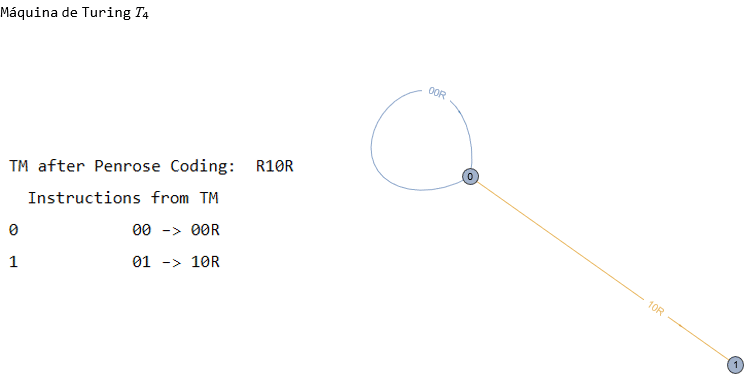 Máquina de Turing T4
00R
TM after Penrose Coding: R10R
0
Instructions from TM
0 00 -> 00R
1 01 -> 10R
10R
1